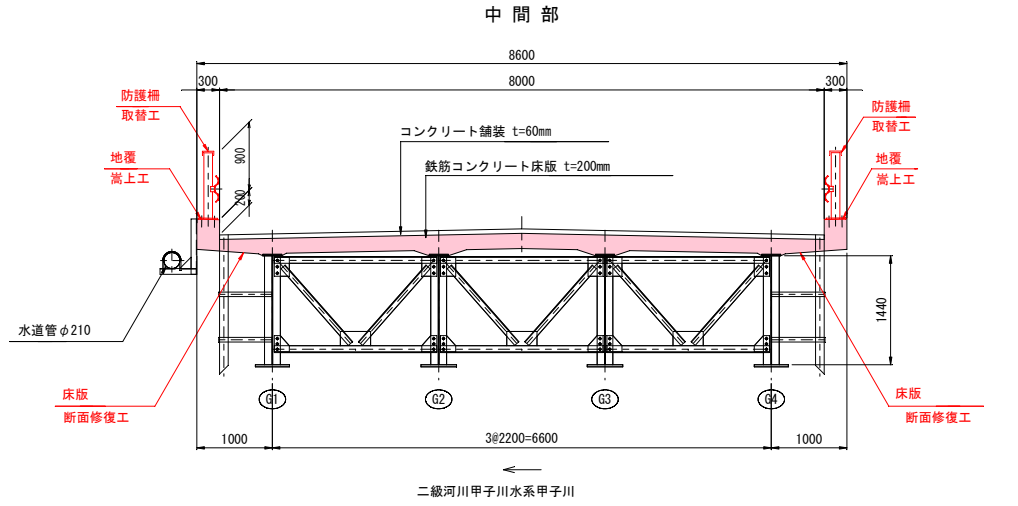 中間部
8600
300
8000
300
防護柵
取替工
防護柵
取替工
コンクリート舗装 t=60mm
地覆
嵩上工
900
鉄筋コンクリート床版 t=200mm
地覆
嵩上工
200
1440
水道管φ210
床版
断面修復工
G1
G2
G3
G4
床版
断面修復工
1000
3@2200=6600
1000
二級河川甲子川水系甲子川